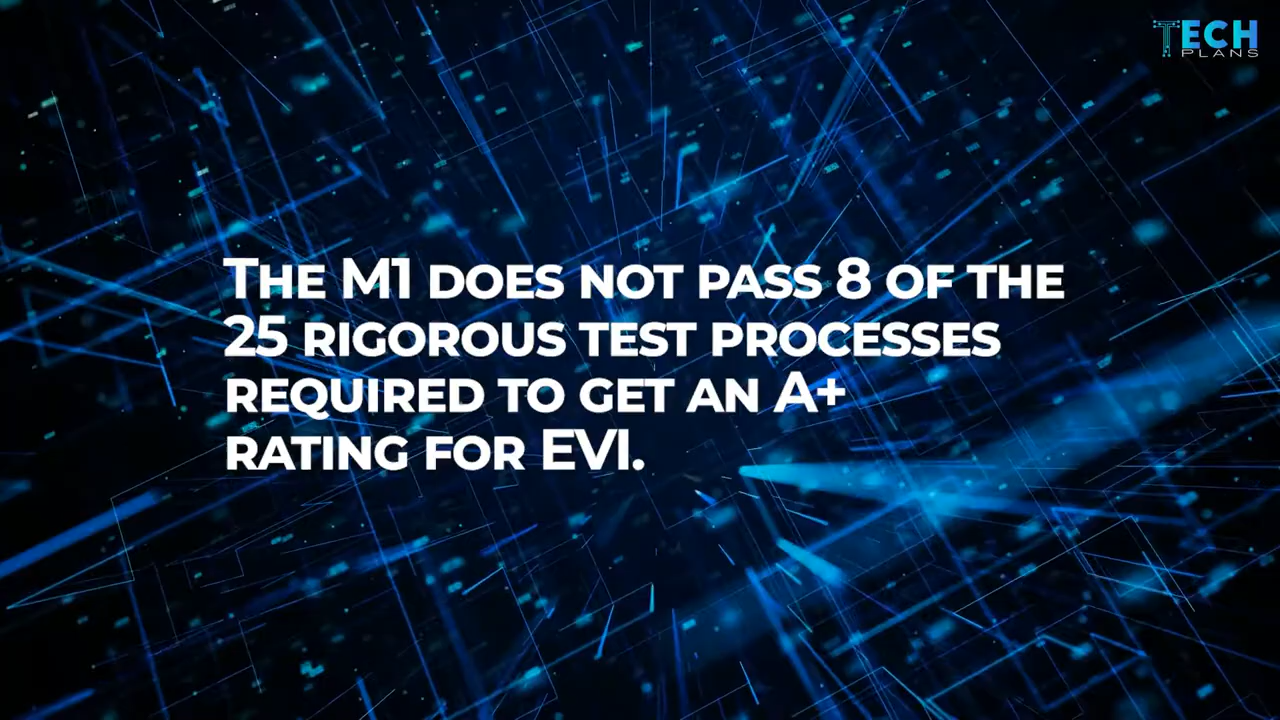 TECH
PLANS
THE M1 DOES NOT PASS 8 OF THE
25 RIGOROUS TEST PROCESSES
REQUIRED TO GET AN A+
RATING FOR EVI.